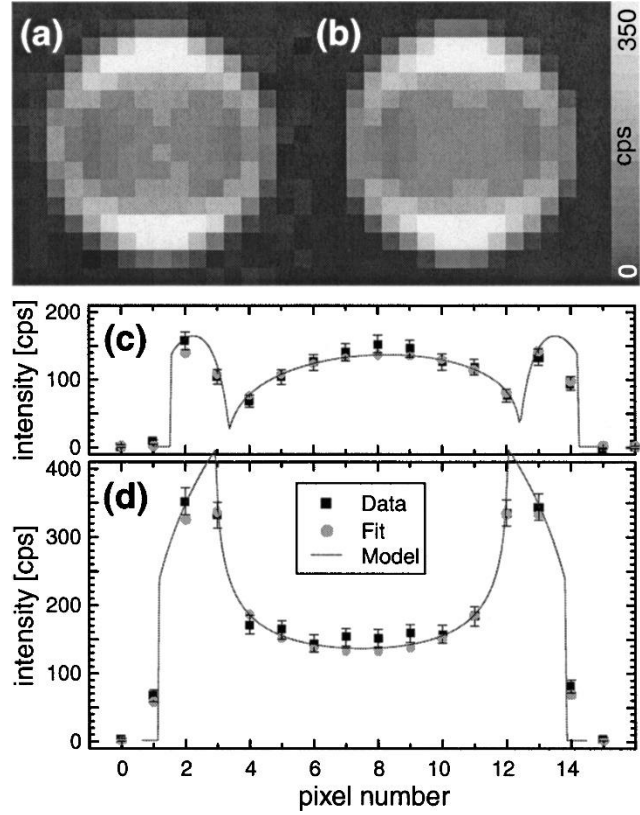 (a)
(b)
350
cps
0
(c)
intensity [cps]
200
100
0
(d)
intensity [cps]
400
300
200
100
0
Data
Fit
Model
0 2 4 6 8 10 12 14
pixel number